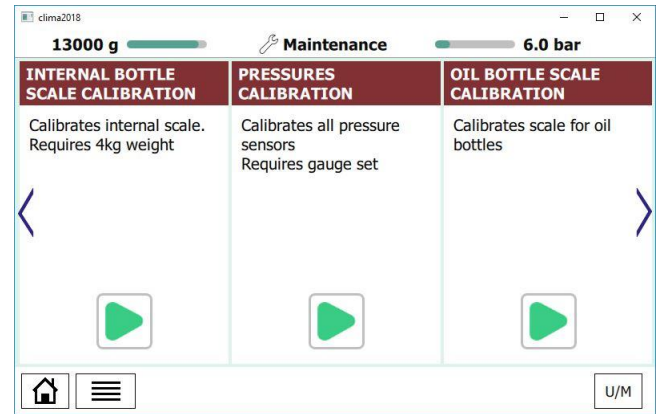 clima2018
13000 g
Maintenance
6.0 bar
INTERNAL BOTTLE
SCALE CALIBRATION
Calibrates internal scale.
Requires 4kg weight
PRESSURES
CALIBRATION
Calibrates all pressure
sensors
Requires gauge set
OIL BOTTLE SCALE
CALIBRATION
Calibrates scale for oil
bottles
U/M